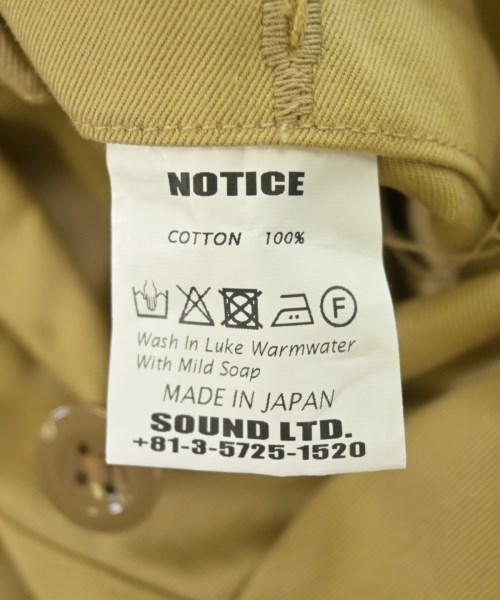 NOTICE
COTTON 100%
F
Wash In Luke Warmwater
With Mild Soap
MADE IN JAPAN
SOUND LTD.
+81-3-5725-1520